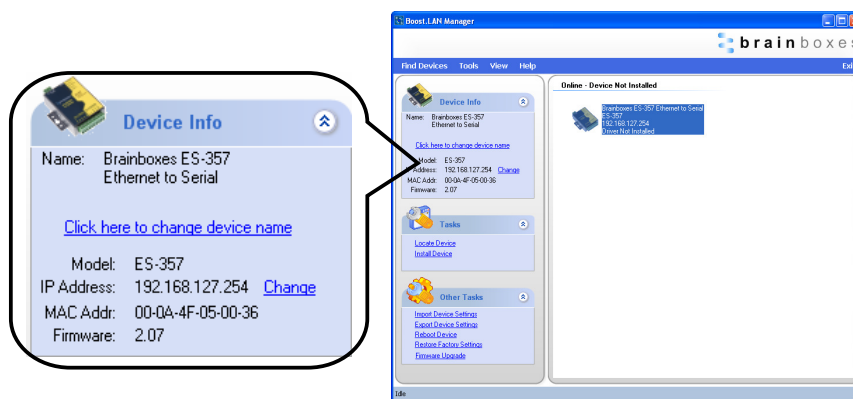 Device Info
Name: Brainboxes ES-357
Ethernet to Serial
Click here to change device name
Model: ES-357
IP Address: 192.168.127.254 Change
MAC Addr: 00-0A-4F-05-00-36
Firmware: 2.07
Boost.LAN Manager
brainboxes
Find Devices Tools View Help Exi
Device Info
Name: Brainboxes ES-357
Ethernet to Serial
Click here to change device name
Model: ES-357
P Address: 192.168.127.254 Change
MAC Addr: 00-0A-4F-05-00-36
Firmware: 2.07
Tasks
Locate Device
Install Device
Other Tasks
Import Device Settings
Export Device Settings
Reboot Device
Restore Factory Settings
Firmware Upgrade
Online - Device Not Installed
Brainboxes ES-357 Ethernet to Serial
ES-357
192.168.127.254
Driver Not Installed
Idle